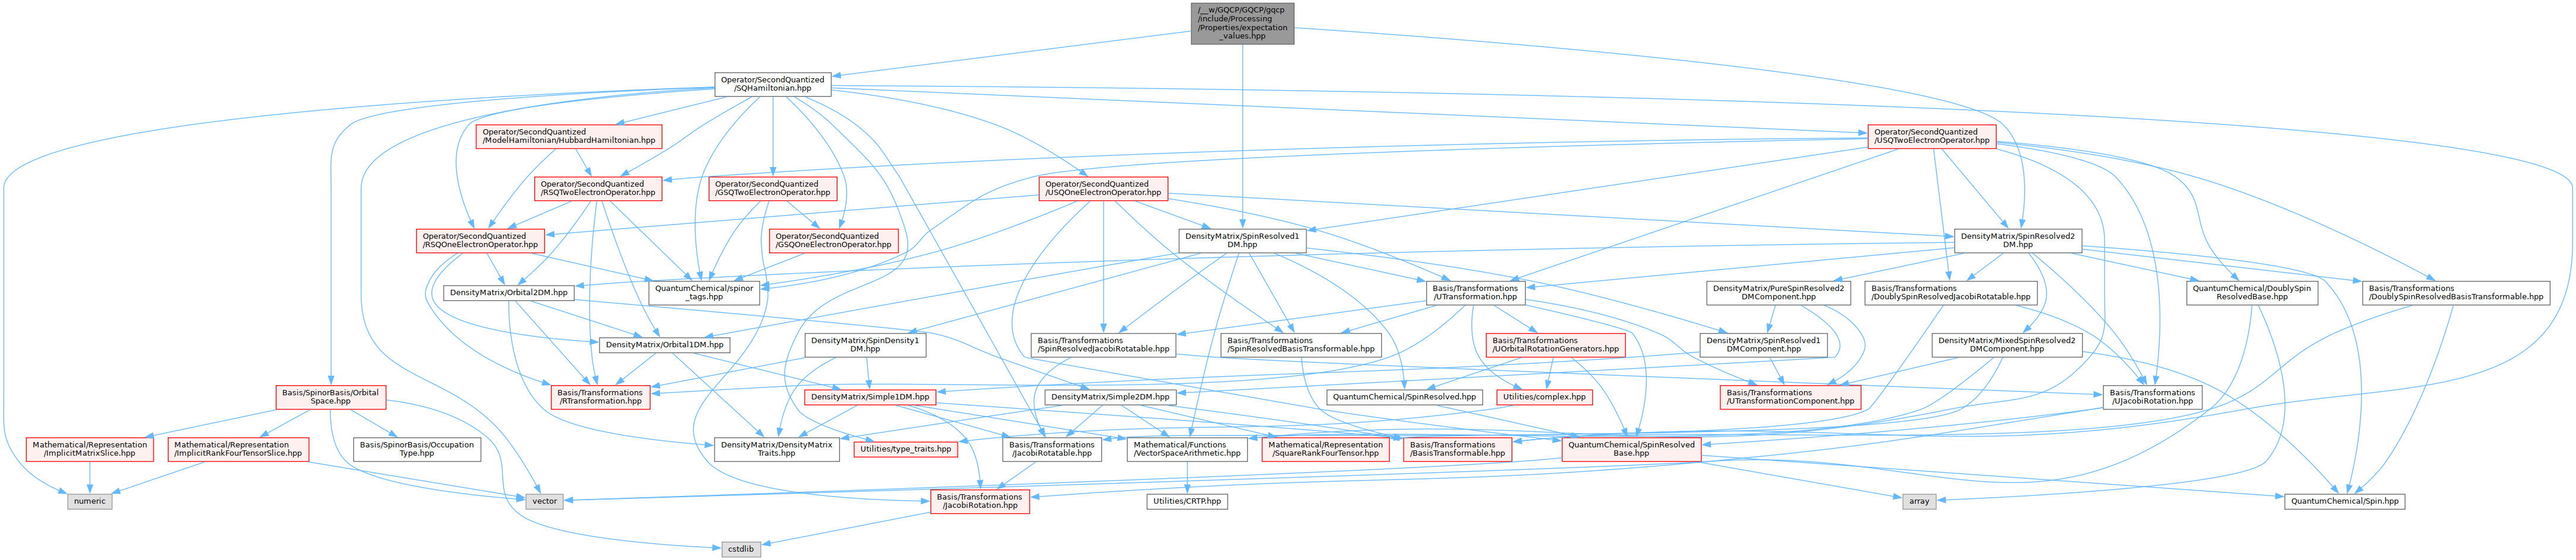 /__w/GQCP/GQCP/gqcp
/include/Processing
/Properties/expectation
_values.hpp
Operator/SecondQuantized
/SQHamiltonian.hpp
Operator/SecondQuantized
/ModelHamiltonian/HubbardHamiltonian.hpp
Operator/SecondQuantized
/USQTwoElectronOperator.hpp
Operator/SecondQuantized
/RSQTwoElectronOperator.hpp
Operator/SecondQuantized
/GSQTwoElectronOperator.hpp
Operator/SecondQuantized
/USQOneElectronOperator.hpp
Operator/SecondQuantized
/RSQOneElectronOperator.hpp
Operator/SecondQuantized
/GSQOneElectronOperator.hpp
DensityMatrix/SpinResolved1
DM.hpp
DensityMatrix/SpinResolved2
DM.hpp
DensityMatrix/Orbital2DM.hpp
QuantumChemical/spinor
_tags.hpp
Basis/Transformations
/UTransformation.hpp
DensityMatrix/PureSpinResolved2
DMComponent.hpp
Basis/Transformations
/DoublySpinResolvedJacobiRotatable.hpp
QuantumChemical/DoublySpin
ResolvedBase.hpp
Basis/Transformations
/DoublySpinResolvedBasisTransformable.hpp
DensityMatrix/Orbital1DM.hpp
DensityMatrix/SpinDensity1
DM.hpp
Basis/Transformations
/SpinResolvedJacobiRotatable.hpp
Basis/Transformations
/SpinResolvedBasisTransformable.hpp
Basis/Transformations
/UOrbitalRotationGenerators.hpp
DensityMatrix/SpinResolved1
DMComponent.hpp
DensityMatrix/MixedSpinResolved2
DMComponent.hpp
Basis/SpinorBasis/Orbital
Space.hpp
Basis/Transformations
/RTransformation.hpp
DensityMatrix/Simple1DM.hpp
DensityMatrix/Simple2DM.hpp
QuantumChemical/SpinResolved.hpp
Utilities/complex.hpp
Basis/Transformations
/UTransformationComponent.hpp
Basis/Transformations
/UJacobiRotation.hpp
Mathematical/Representation
/ImplicitMatrixSlice.hpp
Mathematical/Representation
/ImplicitRankFourTensorSlice.hpp
Basis/SpinorBasis/Occupation
Type.hpp
DensityMatrix/DensityMatrix
Traits.hpp
Utilities/type_traits.hpp
Basis/Transformations
/JacobiRotatable.hpp
Mathematical/Functions
/VectorSpaceArithmetic.hpp
Mathematical/Representation
/SquareRankFourTensor.hpp
Basis/Transformations
/BasisTransformable.hpp
QuantumChemical/SpinResolved
Base.hpp
numeric
vector
Basis/Transformations
/JacobiRotation.hpp
Utilities/CRTP.hpp
array
QuantumChemical/Spin.hpp
cstdlib